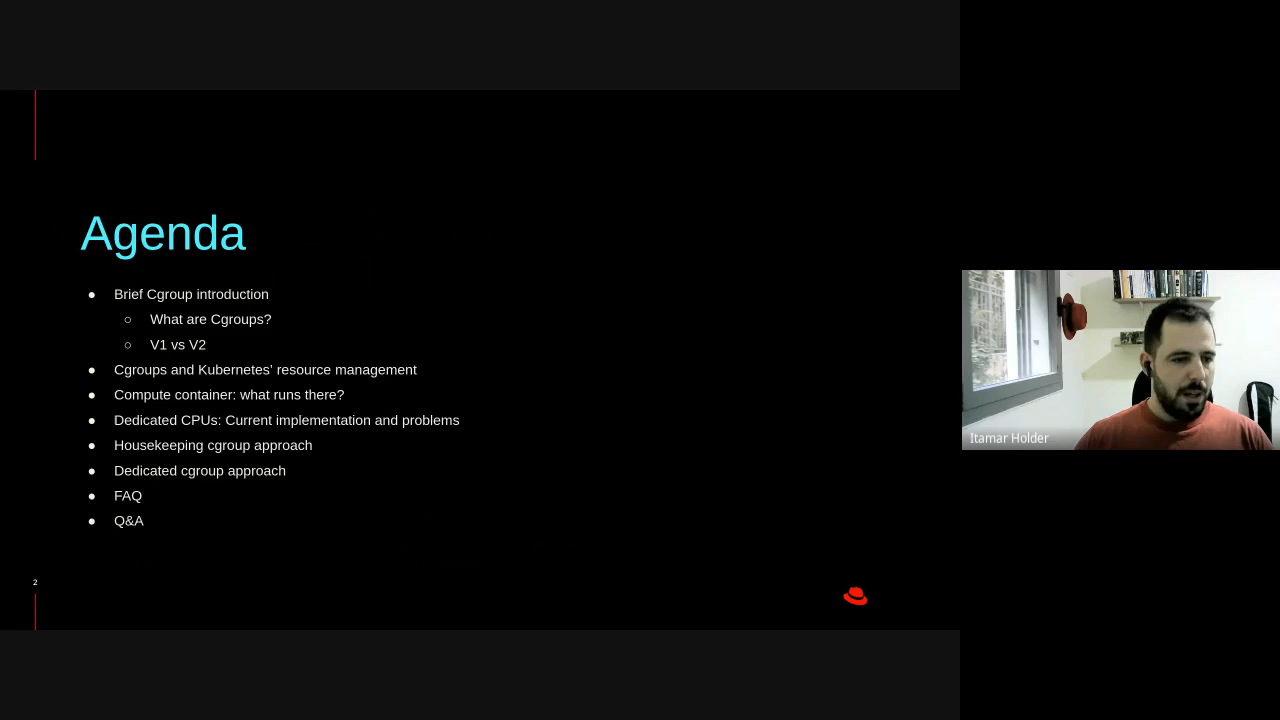 Agenda
● Brief Cgroup introduction
○ What are Cgroups?
○ V1 vs V2
● Cgroups and Kubernetes' resource management
● Compute container: what runs there?
● Dedicated CPUs: Current implementation and problems
● Housekeeping cgroup approach
● Dedicated cgroup approach
● FAQ
● Q&A
2
Itamar Holder